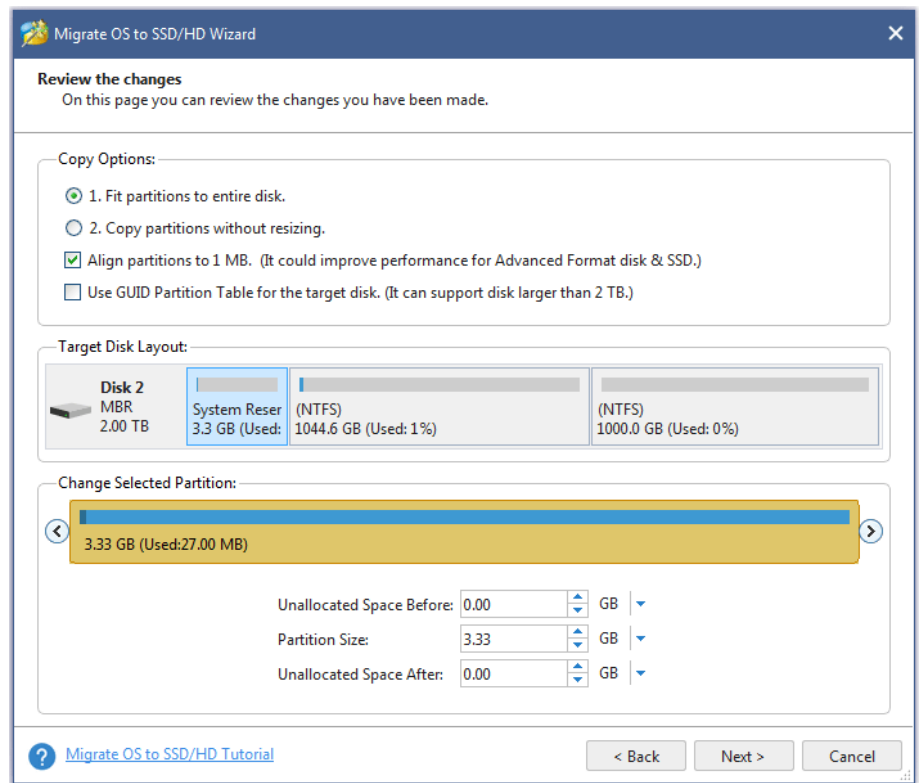 Migrate OS to SSD/HD Wizard
Review the changes
On this page you can review the changes you have been made.
Copy Options:
1. Fit partitions to entire disk.
2. Copy partitions without resizing.
Align partitions to 1 MB. (It could improve performance for Advanced Format disk & SSD.)
Use GUID Partition Table for the target disk. (It can support disk larger than 2 TB.)
Target Disk Layout:
Disk 2
MBR
2.00 TB
System Reser
3.3 GB (Used:
(NTFS)
1044.6 GB (Used: 1%)
(NTFS)
1000.0 GB (Used: 0%)
Change Selected Partition:
3.33 GB (Used:27.00 MB)
Unallocated Space Before: 0.00 GB
Partition Size: 3.33 GB
Unallocated Space After: 0.00 GB
? Migrate OS to SSD/HD Tutorial
< Back Next > Cancel